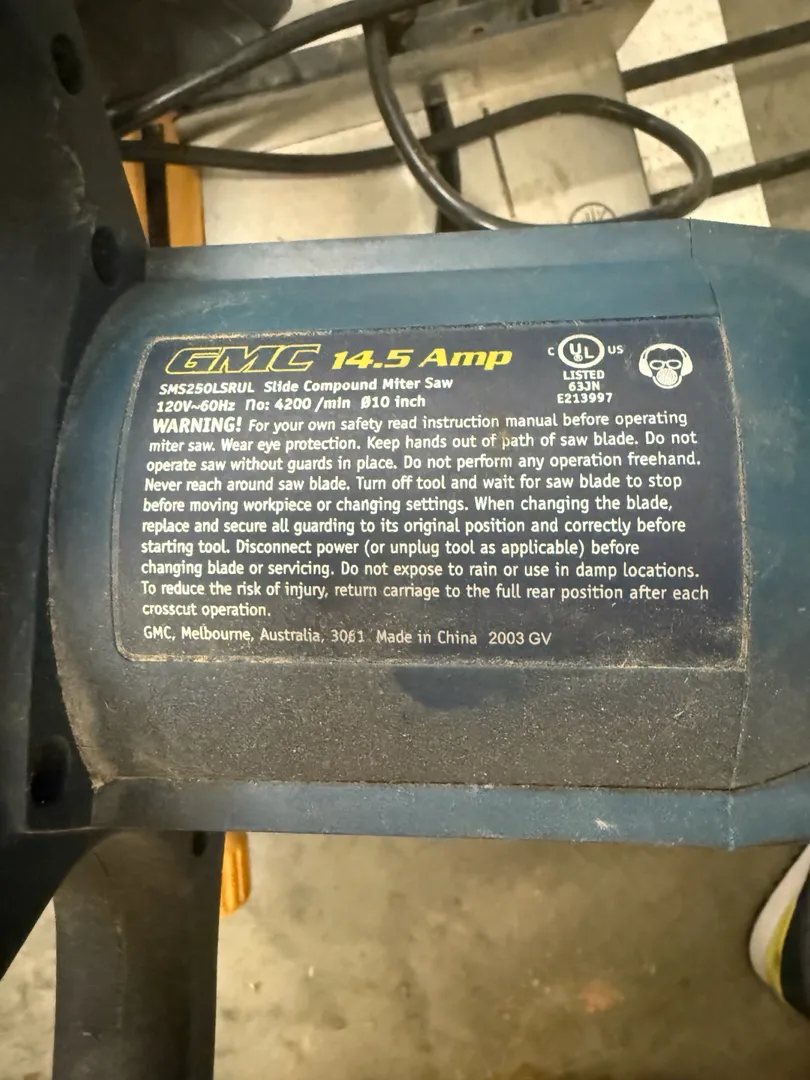 GMC 14.5 Amp
C UL US
LISTED
63JN
E213997
SMS250LSRUL Slide Compound Miter Saw
120V~60Hz no: 4200 /min Ø10 inch
WARNING! For your own safety read instruction manual before operating
miter saw. Wear eye protection. Keep hands out of path of saw blade. Do not
operate saw without guards in place. Do not perform any operation freehand.
Never reach around saw blade. Turn off tool and wait for saw blade to stop
before moving workpiece or changing settings. When changing the blade,
replace and secure all guarding to its original position and correctly before
starting tool. Disconnect power (or unplug tool as applicable) before
changing blade or servicing. Do not expose to rain or use in damp locations.
To reduce the risk of injury, return carriage to the full rear position after each
crosscut operation.
GMC, Melbourne, Australia, 3061 Made in China 2003 GV